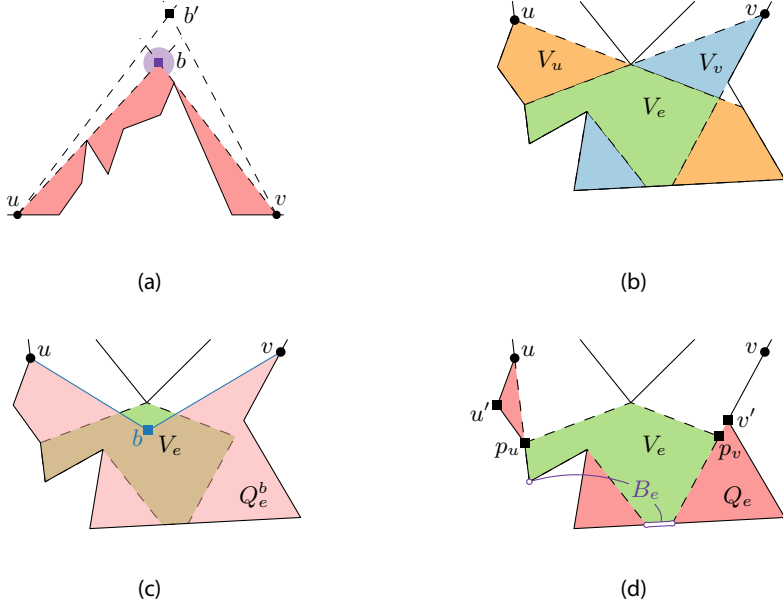 b′
b
u
v
(a)
u
v
V_u
V_v
V_e
(b)
u
v
b
V_e
Q_e^b
(c)
u
v
u′
v′
p_u
V_e
p_v
B_e
Q_e
(d)